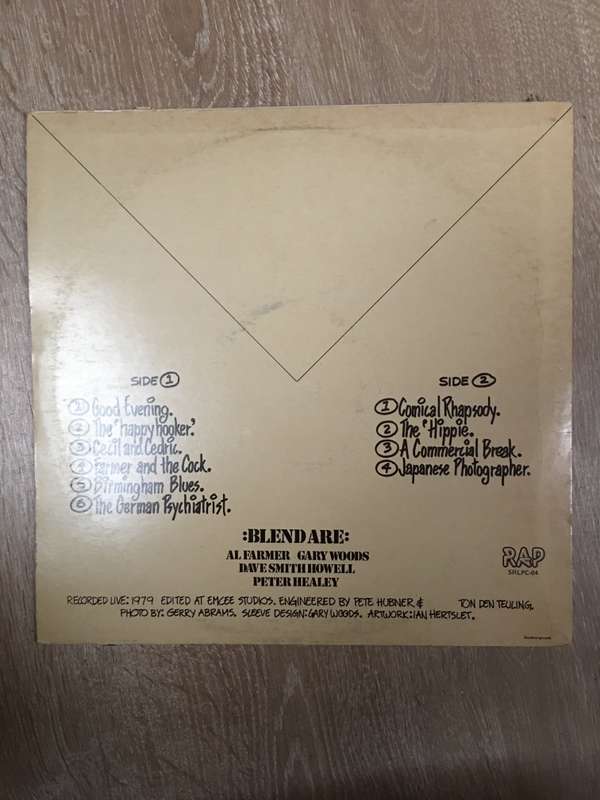 SIDE 1
1 Good Evening.
2 The 'happy hooker.'
3 Cecil and Cedric.
4 Farmer and the Cock.
5 Birmingham Blues.
6 The German Psychiatrist.
SIDE 2
1 Comical Rhapsody.
2 The 'Hippie.
3 A Commercial Break.
4 Japanese Photographer.
:BLEND ARE:
AL FARMER GARY WOODS
DAVE SMITH HOWELL
PETER HEALEY
RAP
SRLPC-04
RECORDED LIVE: 1979 EDITED AT EMCEE STUDIOS. ENGINEERED BY PETE HUBNER & TON DEN TEULING.
PHOTO BY: GERRY ABRAMS. SLEEVE DESIGN: GARY WOODS. ARTWORK: IAN HERTSLET.